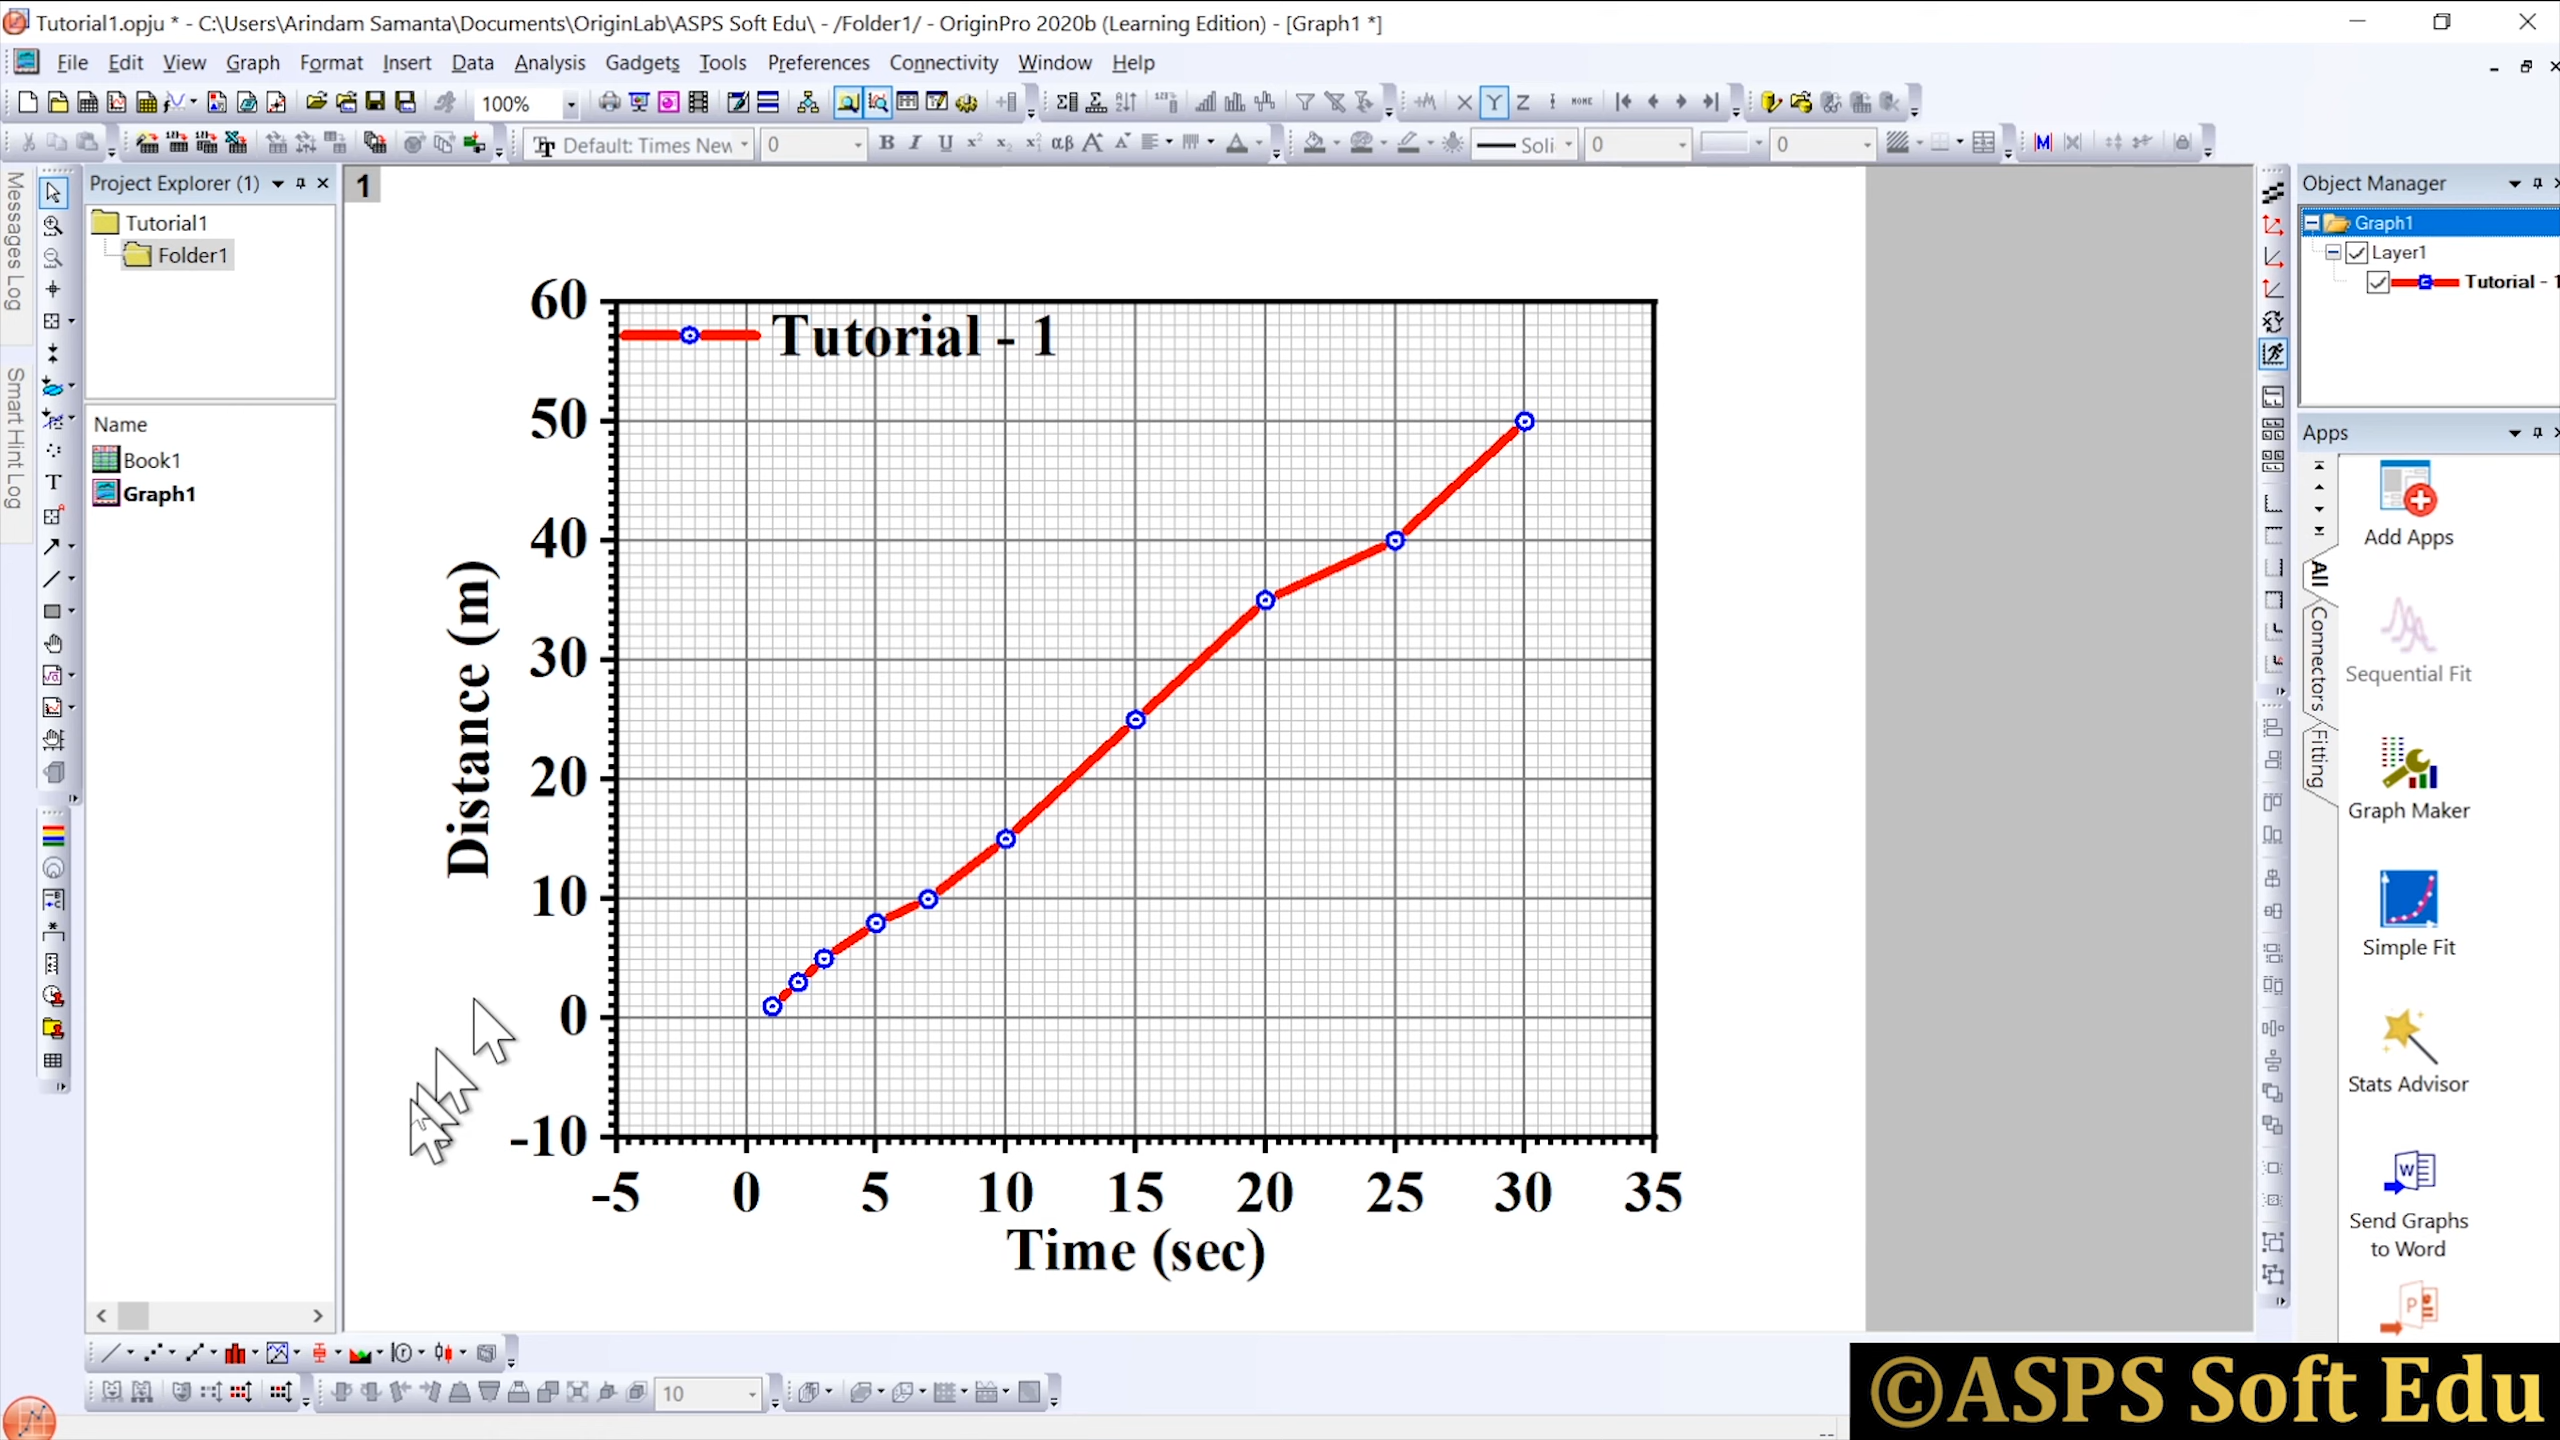 Tutorial1.opju * - C:\Users\Arindam Samanta\Documents\OriginLab\ASPS Soft Edu\ - /Folder1/ - OriginPro 2020b (Learning Edition) - [Graph1 *]
File Edit View Graph Format Insert Data Analysis Gadgets Tools Preferences Connectivity Window Help
100%
X Y Z HOME
Default: Times New 0 B I U αβ A A A Soli 0 0 M
Messages Log
Smart Hint Log
Project Explorer (1)
Tutorial1
Folder1
Name
Book1
Graph1
1
Tutorial - 1
60
50
40
30
20
10
0
-10
Distance (m)
-5 0 5 10 15 20 25 30 35
Time (sec)
Object Manager
Graph1
Layer1
Tutorial - 1
Apps
All
Connectors
Fitting
Add Apps
Sequential Fit
Graph Maker
Simple Fit
Stats Advisor
Send Graphs
to Word
10
©ASPS Soft Edu